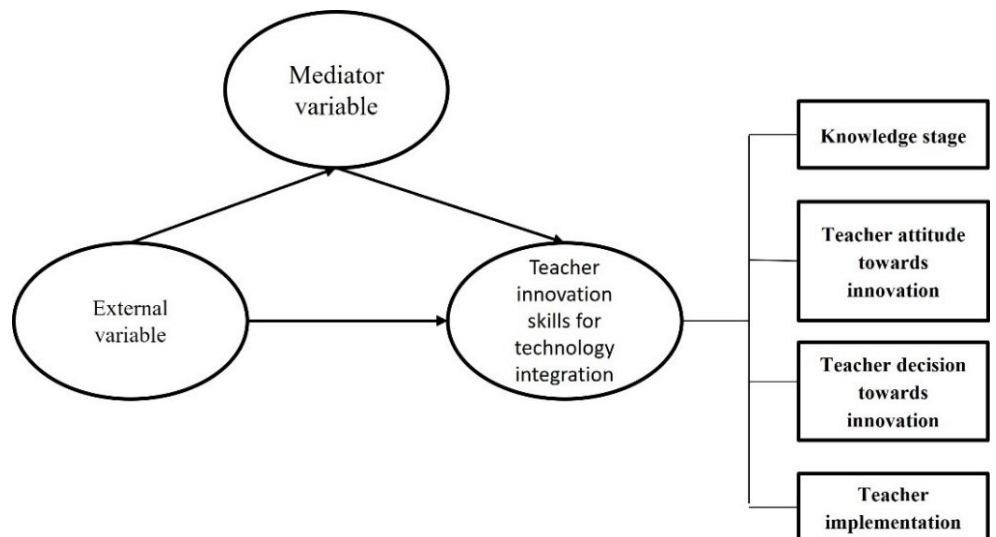 Mediator
variable
External
variable
Teacher
innovation
skills for
technology
integration
Knowledge stage
Teacher attitude
towards
innovation
Teacher decision
towards
innovation
Teacher
implementation